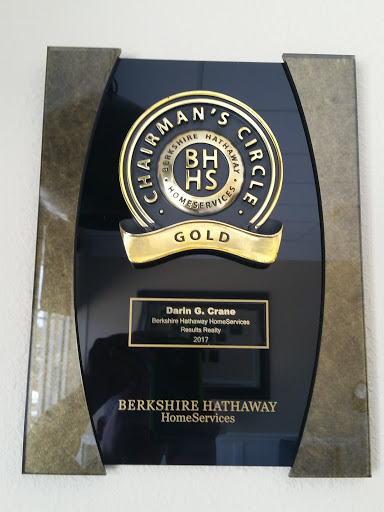 CHAIRMAN'S CIRCLE
BERKSHIRE HATHAWAY
HOMESERVICES
BH
HS
GOLD
Darin G. Crane
Berkshire Hathaway HomeServices
Results Realty
2017
BERKSHIRE HATHAWAY
HomeServices